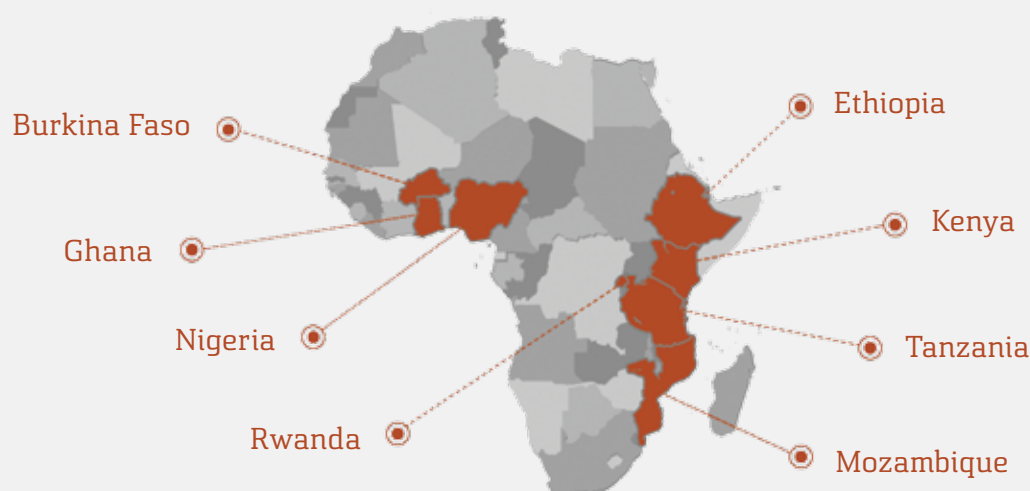 Burkina Faso
Ethiopia
Ghana
Kenya
Nigeria
Tanzania
Rwanda
Mozambique